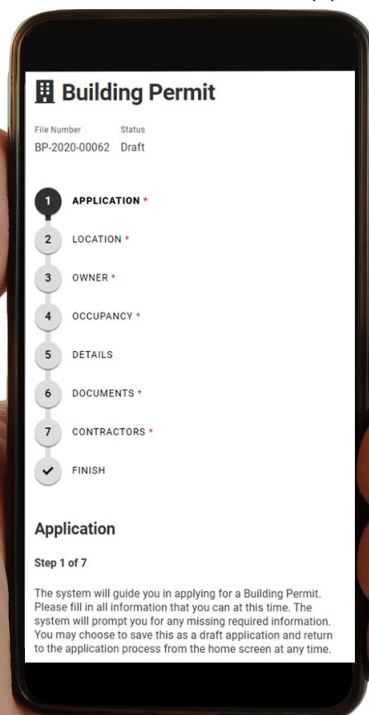 Building Permit
File Number Status
BP-2020-00062 Draft
1 APPLICATION *
2 LOCATION *
3 OWNER *
4 OCCUPANCY *
5 DETAILS
6 DOCUMENTS *
7 CONTRACTORS *
FINISH
Application
Step 1 of 7
The system will guide you in applying for a Building Permit.
Please fill in all information that you can at this time. The
system will prompt you for any missing required information.
You may choose to save this as a draft application and return
to the application process from the home screen at any time.